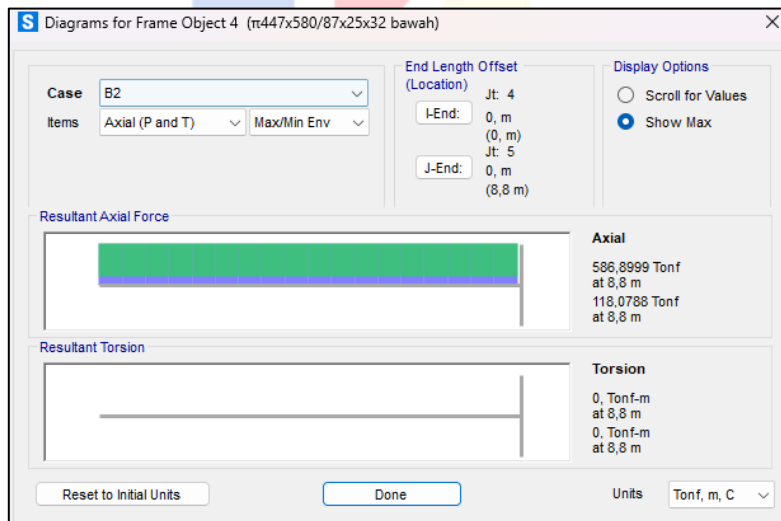 Diagrams for Frame Object 4 (π447x580/87x25x32 bawah)
Case B2
Items Axial (P and T) Max/Min Env
End Length Offset
(Location)
Jt: 4
I-End: 0, m
(0, m)
Jt: 5
J-End: 0, m
(8,8 m)
Display Options
Scroll for Values
Show Max
Resultant Axial Force
Axial
586,8999 Tonf
at 8,8 m
118,0788 Tonf
at 8,8 m
Resultant Torsion
Torsion
0, Tonf-m
at 8,8 m
0, Tonf-m
at 8,8 m
Reset to Initial Units Done Units Tonf, m, C